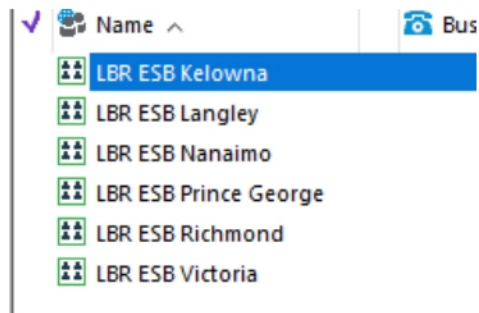 Name Bus
LBR ESB Kelowna
LBR ESB Langley
LBR ESB Nanaimo
LBR ESB Prince George
LBR ESB Richmond
LBR ESB Victoria